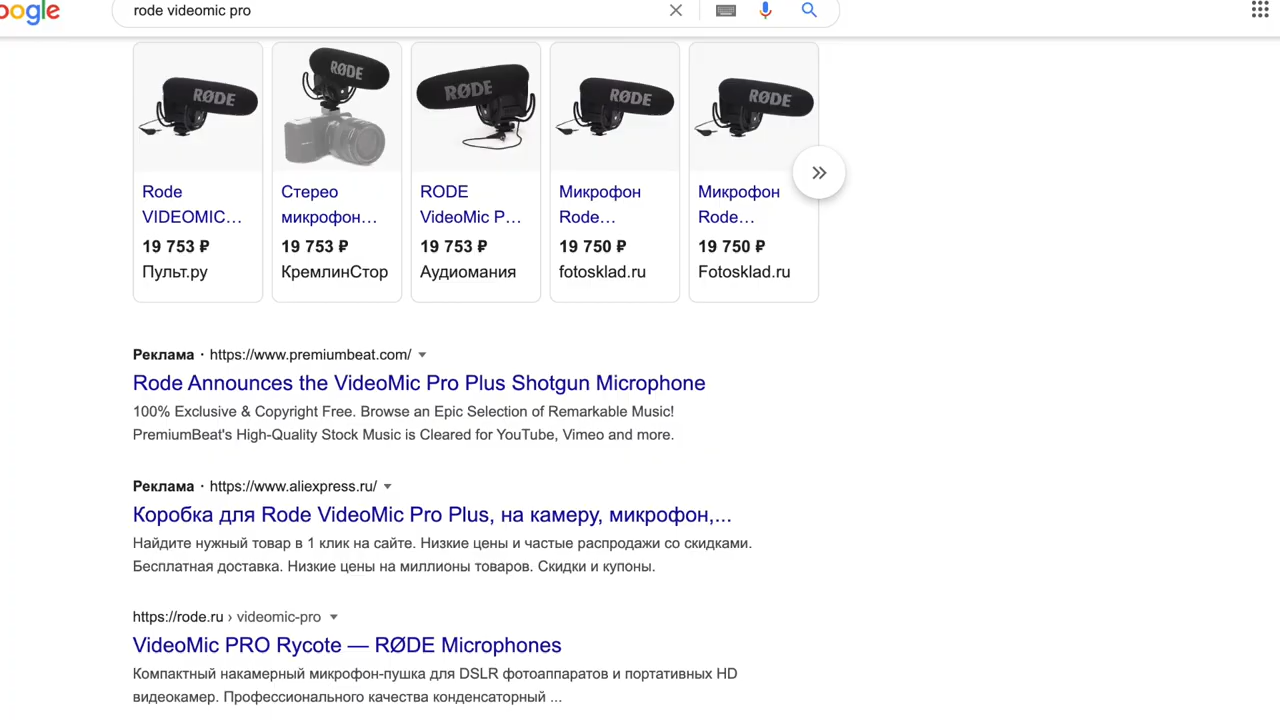 oogle
rode videomic pro
RØDE
RØDE
RØDE
RØDE
RØDE
Rode
VIDEOMIC...
19 753 ₽
Пульт.ру
Стерео
микрофон...
19 753 ₽
КремлинСтор
RODE
VideoMic P...
19 753 ₽
Аудиомания
Микрофон
Rode...
19 750 ₽
fotosklad.ru
Микрофон
Rode...
19 750 ₽
Fotosklad.ru
Реклама · https://www.premiumbeat.com/
Rode Announces the VideoMic Pro Plus Shotgun Microphone
100% Exclusive & Copyright Free. Browse an Epic Selection of Remarkable Music!
PremiumBeat's High-Quality Stock Music is Cleared for YouTube, Vimeo and more.
Реклама · https://www.aliexpress.ru/
Коробка для Rode VideoMic Pro Plus, на камеру, микрофон,...
Найдите нужный товар в 1 клик на сайте. Низкие цены и частые распродажи со скидками.
Бесплатная доставка. Низкие цены на миллионы товаров. Скидки и купоны.
https://rode.ru › videomic-pro
VideoMic PRO Rycote — RØDE Microphones
Компактный накамерный микрофон-пушка для DSLR фотоаппаратов и портативных HD
видеокамер. Профессионального качества конденсаторный ...